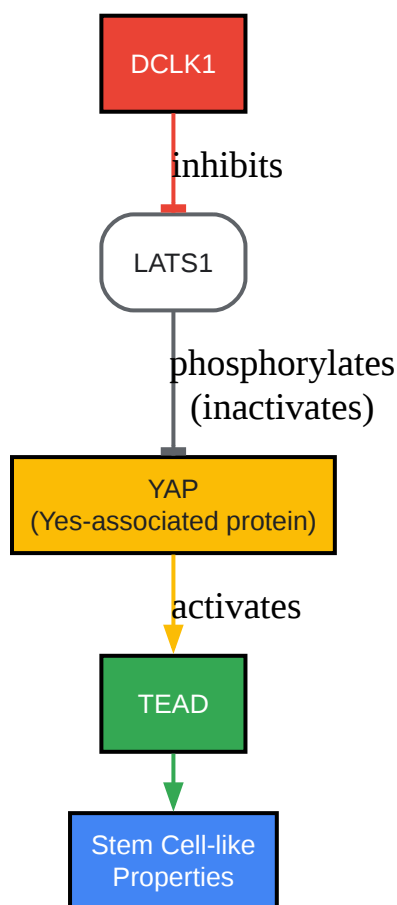 DCLK1
inhibits
LATS1
phosphorylates
(inactivates)
YAP
(Yes-associated protein)
activates
TEAD
Stem Cell-like
Properties